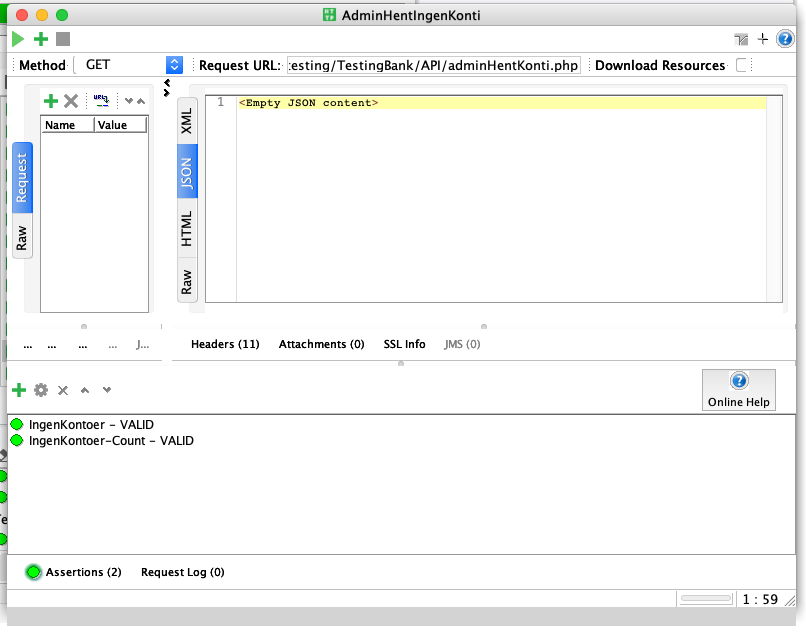 AdminHentIngenKonti
Method GET Request URL: :esting/TestingBank/API/adminHentKonti.php Download Resources
Name Value
Request
Raw
XML
JSON
HTML
Raw
1 <Empty JSON content>
... ... ... ... J...
Headers (11) Attachments (0) SSL Info JMS (0)
Online Help
IngenKontoer - VALID
IngenKontoer-Count - VALID
Assertions (2) Request Log (0)
1 : 59